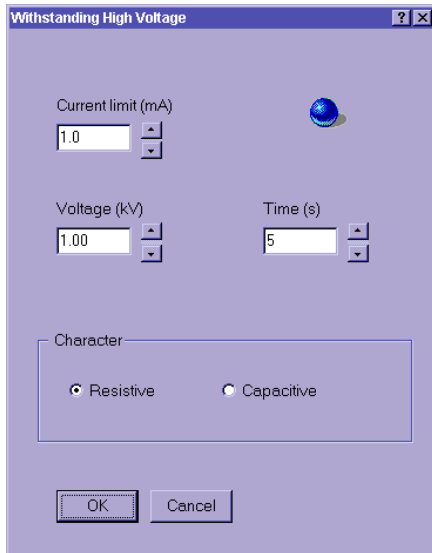 Withstanding High Voltage ? ×
Current limit (mA)
1.0
Voltage (kV) Time (s)
1.00 5
Character
Resistive Capacitive
OK Cancel